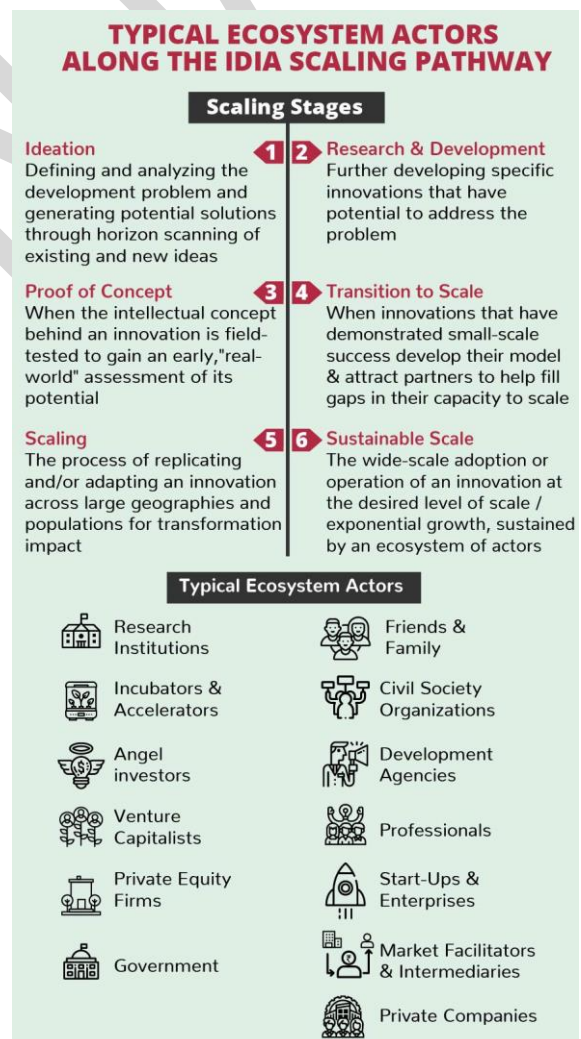 TYPICAL ECOSYSTEM ACTORS
ALONG THE IDIA SCALING PATHWAY
Scaling Stages
Ideation
1
Defining and analyzing the
development problem and
generating potential solutions
through horizon scanning of
existing and new ideas
2
Research & Development
Further developing specific
innovations that have
potential to address the
problem
Proof of Concept
3
When the intellectual concept
behind an innovation is field-
tested to gain an early,"real-
world" assessment of its
potential
4
Transition to Scale
When innovations that have
demonstrated small-scale
success develop their model
& attract partners to help fill
gaps in their capacity to scale
Scaling
5
The process of replicating
and/or adapting an innovation
across large geographies and
populations for transformation
impact
6
Sustainable Scale
The wide-scale adoption or
operation of an innovation at
the desired level of scale /
exponential growth, sustained
by an ecosystem of actors
Typical Ecosystem Actors
Research
Institutions
Incubators &
Accelerators
Angel
investors
Venture
Capitalists
Private Equity
Firms
Government
Friends &
Family
Civil Society
Organizations
Development
Agencies
Professionals
Start-Ups &
Enterprises
Market Facilitators
& Intermediaries
Private Companies